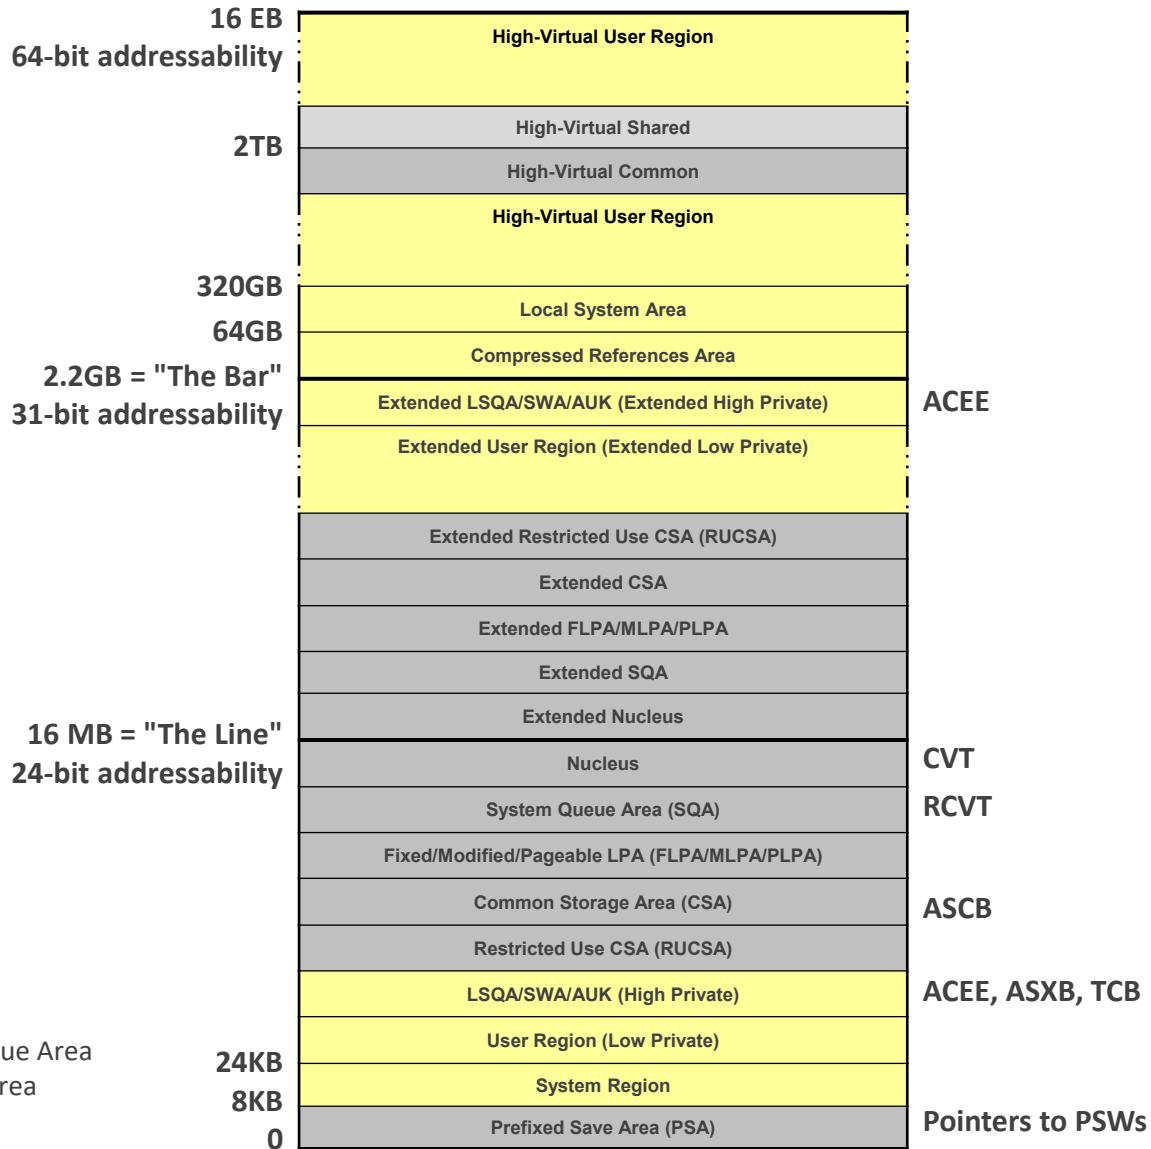 16 EB
64-bit addressability
High-Virtual User Region
High-Virtual Shared
2TB
High-Virtual Common
High-Virtual User Region
320GB
Local System Area
64GB
Compressed References Area
2.2GB = "The Bar"
31-bit addressability
Extended LSQA/SWA/AUK (Extended High Private)
ACEE
Extended User Region (Extended Low Private)
Extended Restricted Use CSA (RUCSA)
Extended CSA
Extended FLPA/MLPA/PLPA
Extended SQA
Extended Nucleus
16 MB = "The Line"
24-bit addressability
Nucleus
CVT
System Queue Area (SQA)
RCVT
Fixed/Modified/Pageable LPA (FLPA/MLPA/PLPA)
Common Storage Area (CSA)
ASCB
Restricted Use CSA (RUCSA)
LSQA/SWA/AUK (High Private)
ACEE, ASXB, TCB
User Region (Low Private)
ue Area
24KB
rea
System Region
8KB
Prefixed Save Area (PSA)
Pointers to PSWs
0